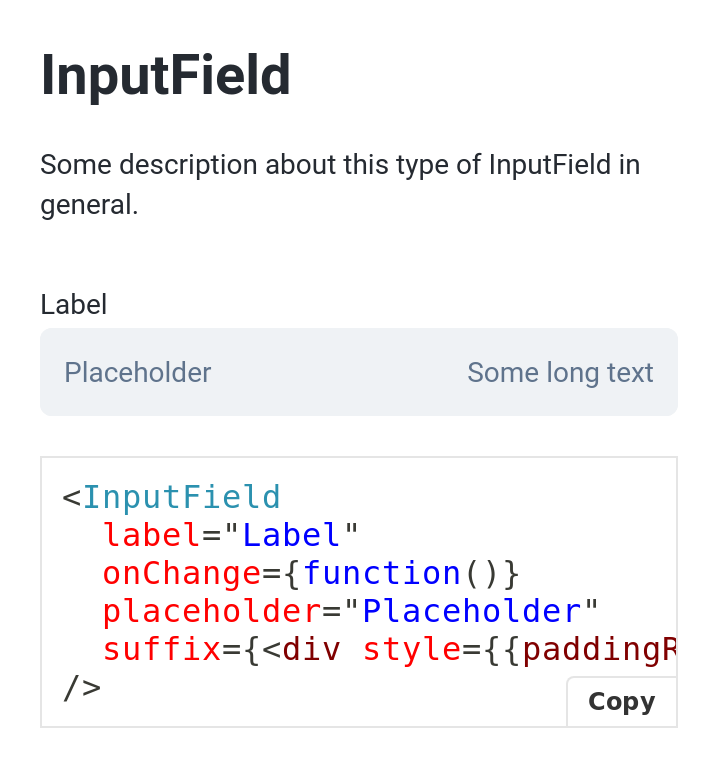 InputField
Some description about this type of InputField in
general.
Label
Placeholder Some long text
<InputField
  label="Label"
  onChange={function()}
  placeholder="Placeholder"
  suffix={<div style={{paddingR
/>
Copy